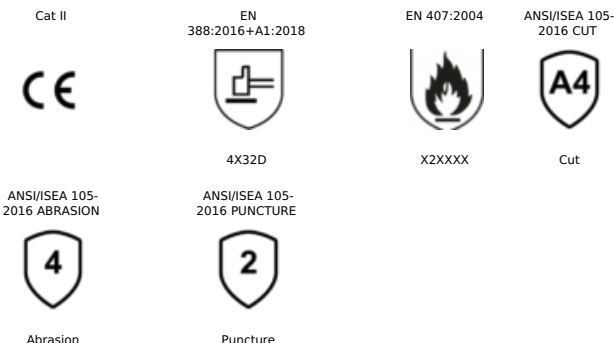 Cat II
EN
388:2016+A1:2018
EN 407:2004
ANSI/ISEA 105-
2016 CUT
CE
A4
4X32D
X2XXXX
Cut
ANSI/ISEA 105-
2016 ABRASION
ANSI/ISEA 105-
2016 PUNCTURE
4
2
Abrasion
Puncture